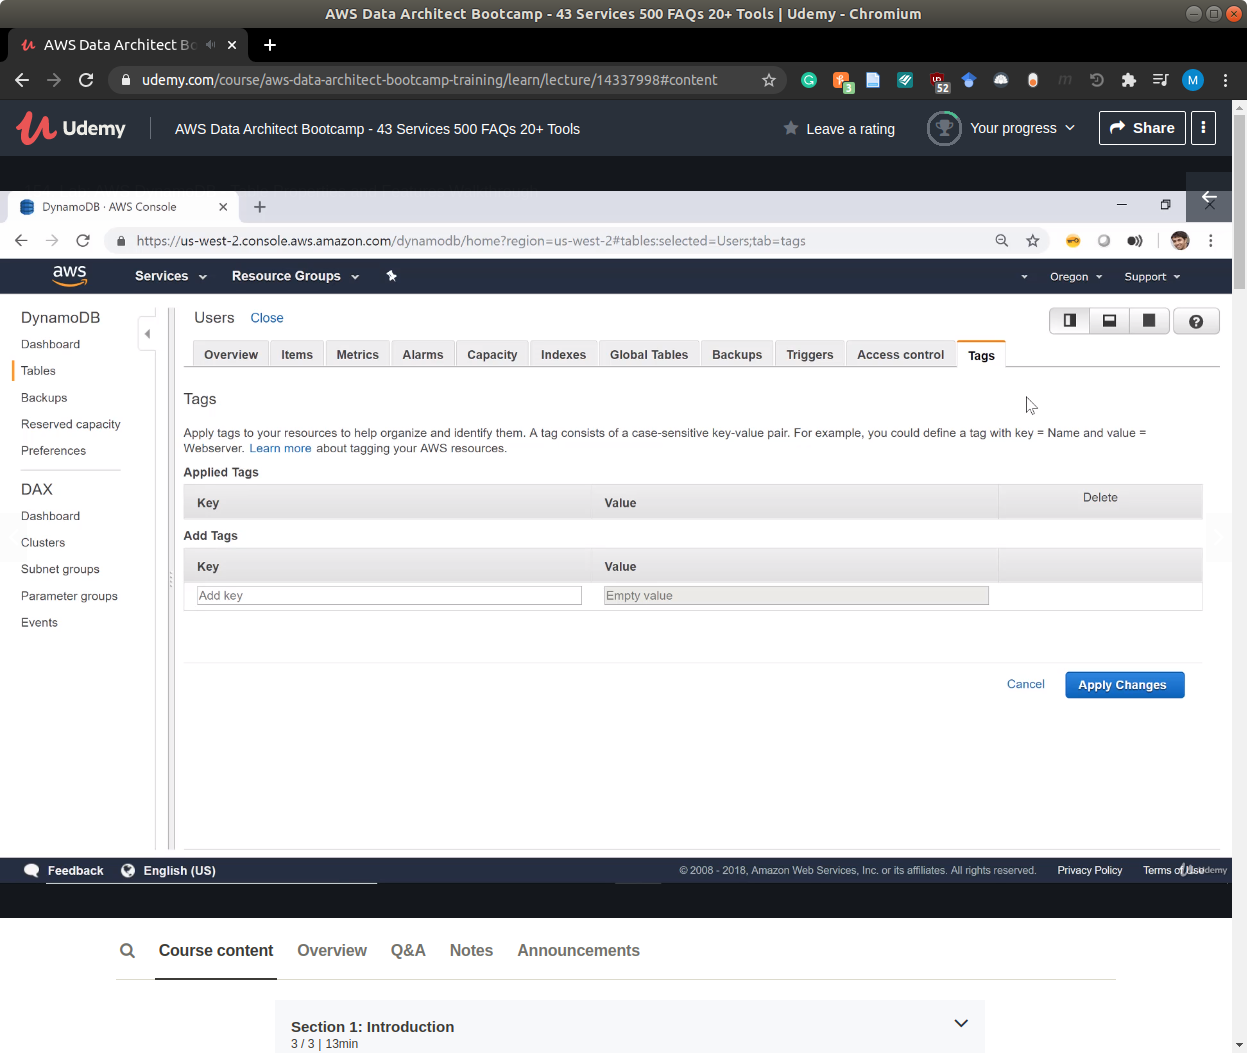 AWS Data Architect Bootcamp - 43 Services 500 FAQs 20+ Tools | Udemy - Chromium
AWS Data Architect Bo
udemy.com/course/aws-data-architect-bootcamp-training/learn/lecture/14337998#content
3
52
M
Udemy
AWS Data Architect Bootcamp - 43 Services 500 FAQs 20+ Tools
Leave a rating
Your progress
Share
DynamoDB · AWS Console
https://us-west-2.console.aws.amazon.com/dynamodb/home?region=us-west-2#tables:selected=Users;tab=tags
aws
Services
Resource Groups
Oregon
Support
DynamoDB
Dashboard
Tables
Backups
Reserved capacity
Preferences
DAX
Dashboard
Clusters
Subnet groups
Parameter groups
Events
Users Close
Overview Items Metrics Alarms Capacity Indexes Global Tables Backups Triggers Access control Tags
Tags
Apply tags to your resources to help organize and identify them. A tag consists of a case-sensitive key-value pair. For example, you could define a tag with key = Name and value =
Webserver. Learn more about tagging your AWS resources.
Applied Tags
Key Value Delete
Add Tags
Key Value
Add key Empty value
Cancel Apply Changes
Feedback English (US)
© 2008 - 2018, Amazon Web Services, Inc. or its affiliates. All rights reserved. Privacy Policy Terms of Use
Udemy
Course content Overview Q&A Notes Announcements
Section 1: Introduction
3 / 3 | 13min